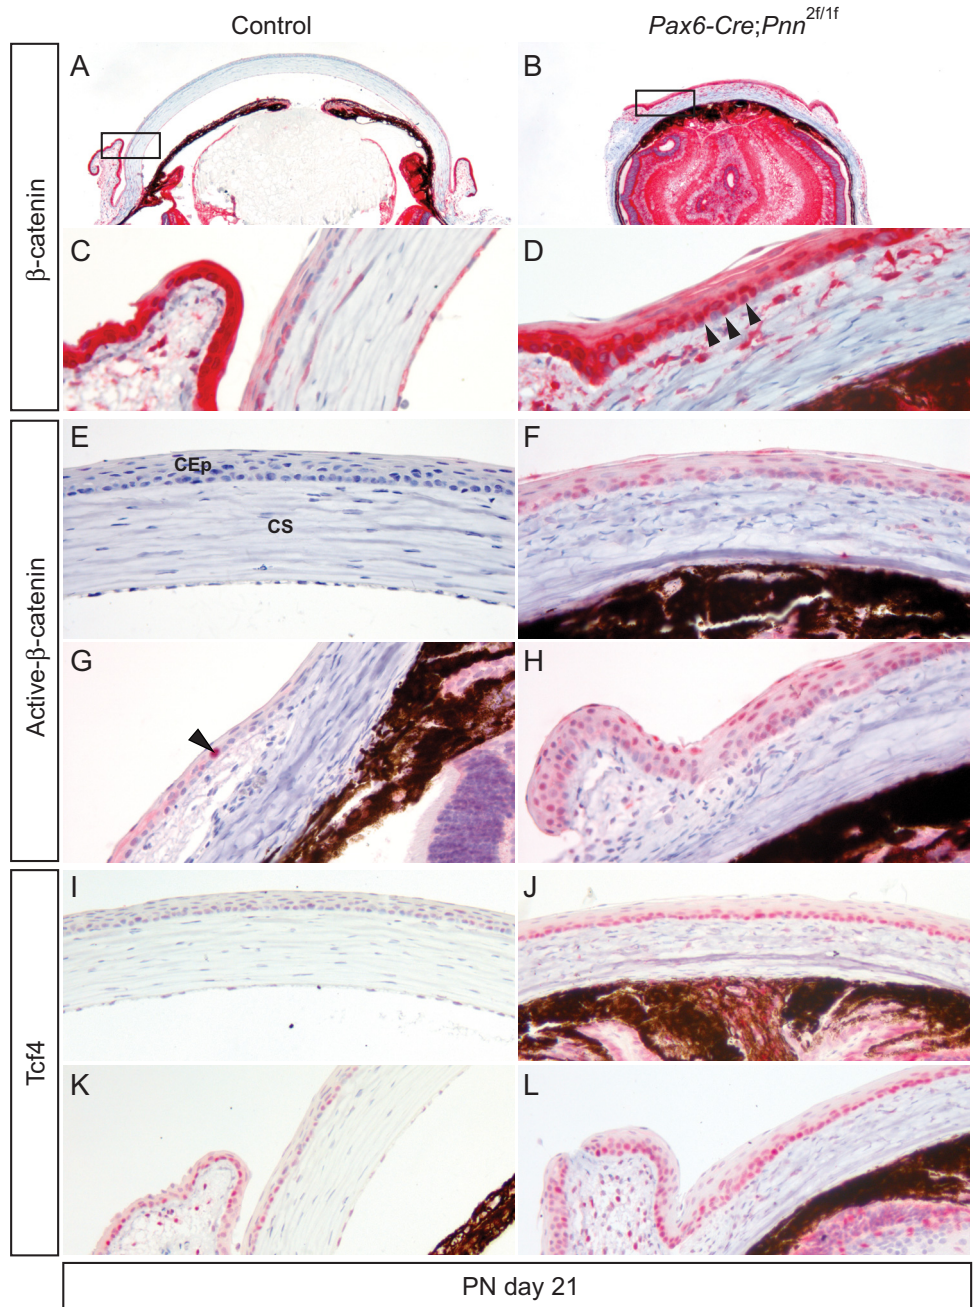 Control
Pax6-Cre;Pnn2f/1f
β-catenin
A
B
C
D
Active-β-catenin
E
CEp
CS
F
G
H
Tcf4
I
J
K
L
PN day 21